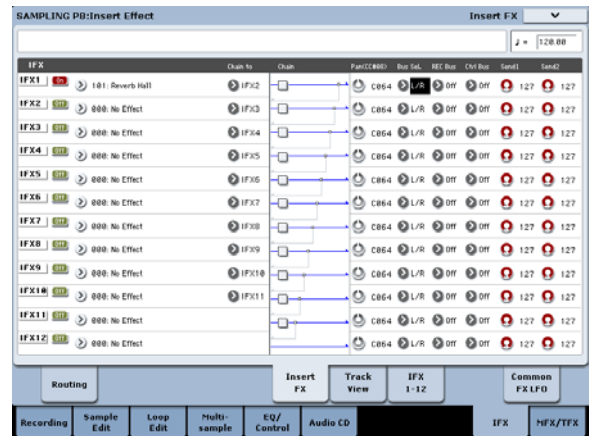 SAMPLING P0:Insert Effect Insert FX
♩ = 120.00
IFX Chain to Chain Pan(CC#08) Bus Sel. REC Bus Ctrl Bus Send1 Send2
IFX1 On 101: Reverb Hall IFX2 C064 L/R Off Off 127 127
IFX2 Off 000: No Effect IFX3 C064 L/R Off Off 127 127
IFX3 Off 000: No Effect IFX4 C064 L/R Off Off 127 127
IFX4 Off 000: No Effect IFX5 C064 L/R Off Off 127 127
IFX5 Off 000: No Effect IFX6 C064 L/R Off Off 127 127
IFX6 Off 000: No Effect IFX7 C064 L/R Off Off 127 127
IFX7 Off 000: No Effect IFX8 C064 L/R Off Off 127 127
IFX8 Off 000: No Effect IFX9 C064 L/R Off Off 127 127
IFX9 Off 000: No Effect IFX10 C064 L/R Off Off 127 127
IFX10 Off 000: No Effect IFX11 C064 L/R Off Off 127 127
IFX11 Off 000: No Effect C064 L/R Off Off 127 127
IFX12 Off 000: No Effect C064 L/R Off Off 127 127
Routing Insert FX Track View IFX 1-12 Common FX LFO
Recording Sample Edit Loop Edit Multi-sample EQ/Control Audio CD IFX MFX/TFX